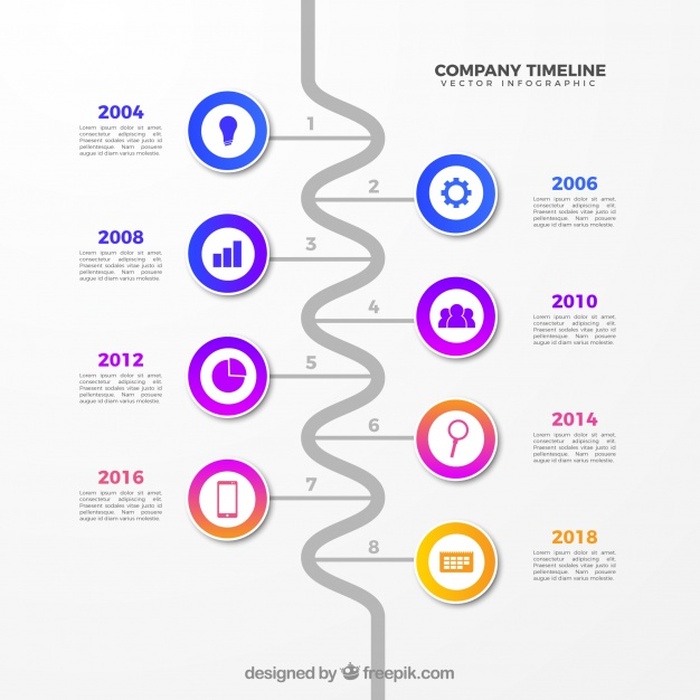 COMPANY TIMELINE
VECTOR INFOGRAPHIC
2004
Lorem ipsum dolor sit amet,
consectetur adipiscing elit.
Praesent sodales vitae justo id
pellentesque. Nam posuere
augue id diam molestie.
1
2
2006
Lorem ipsum dolor sit amet,
consectetur adipiscing elit.
Praesent sodales vitae justo id
pellentesque. Nam posuere
augue id diam molestie.
2008
Lorem ipsum dolor sit amet,
consectetur adipiscing elit.
Praesent sodales vitae justo id
pellentesque. Nam posuere
augue id diam molestie.
3
4
2010
Lorem ipsum dolor sit amet,
consectetur adipiscing elit.
Praesent sodales vitae justo id
pellentesque. Nam posuere
augue id diam molestie.
2012
Lorem ipsum dolor sit amet,
consectetur adipiscing elit.
Praesent sodales vitae justo id
pellentesque. Nam posuere
augue id diam molestie.
5
6
2014
Lorem ipsum dolor sit amet,
consectetur adipiscing elit.
Praesent sodales vitae justo id
pellentesque. Nam posuere
augue id diam molestie.
2016
Lorem ipsum dolor sit amet,
consectetur adipiscing elit.
Praesent sodales vitae justo id
pellentesque. Nam posuere
augue id diam molestie.
7
8
2018
Lorem ipsum dolor sit amet,
consectetur adipiscing elit.
Praesent sodales vitae justo id
pellentesque. Nam posuere
augue id diam molestie.
designed by freepik.com